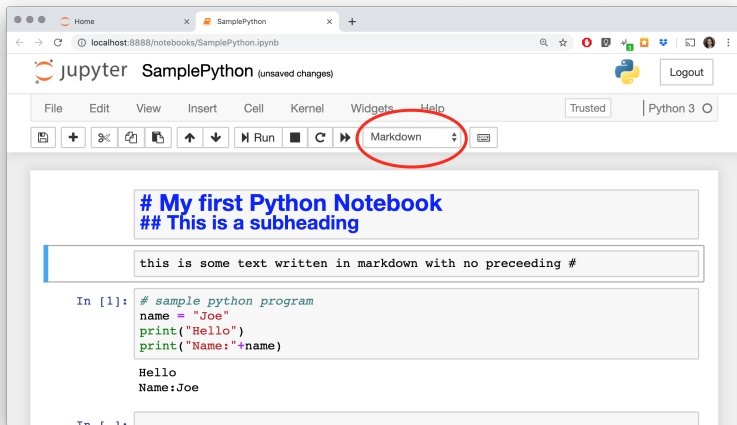 Home
SamplePython
localhost:8888/notebooks/SamplePython.ipynb
jupyter SamplePython (unsaved changes)
Logout
File Edit View Insert Cell Kernel Widgets Help Trusted Python 3
Run Markdown
# My first Python Notebook
## This is a subheading
this is some text written in markdown with no preceeding #
In [1]: # sample python program
name = "Joe"
print("Hello")
print("Name:"+name)
Hello
Name:Joe
In [ ]: